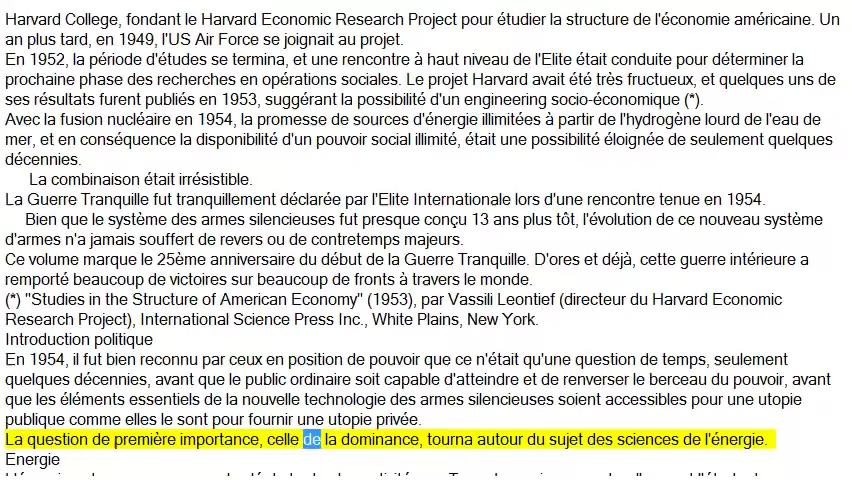 Harvard College, fondant le Harvard Economic Research Project pour étudier la structure de l'économie américaine. Un
an plus tard, en 1949, l'US Air Force se joignait au projet.
En 1952, la période d'études se termina, et une rencontre à haut niveau de l'Elite était conduite pour déterminer la
prochaine phase des recherches en opérations sociales. Le projet Harvard avait été très fructueux, et quelques uns de
ses résultats furent publiés en 1953, suggérant la possibilité d'un engineering socio-économique (*).
Avec la fusion nucléaire en 1954, la promesse de sources d'énergie illimitées à partir de l'hydrogène lourd de l'eau de
mer, et en conséquence la disponibilité d'un pouvoir social illimité, était une possibilité éloignée de seulement quelques
décennies.
La combinaison était irrésistible.
La Guerre Tranquille fut tranquillement déclarée par l'Elite Internationale lors d'une rencontre tenue en 1954.
Bien que le système des armes silencieuses fut presque conçu 13 ans plus tôt, l'évolution de ce nouveau système
d'armes n'a jamais souffert de revers ou de contretemps majeurs.
Ce volume marque le 25ème anniversaire du début de la Guerre Tranquille. D'ores et déjà, cette guerre intérieure a
remporté beaucoup de victoires sur beaucoup de fronts à travers le monde.
(*) "Studies in the Structure of American Economy" (1953), par Vassili Leontief (directeur du Harvard Economic
Research Project), International Science Press Inc., White Plains, New York.
Introduction politique
En 1954, il fut bien reconnu par ceux en position de pouvoir que ce n'était qu'une question de temps, seulement
quelques décennies, avant que le public ordinaire soit capable d'atteindre et de renverser le berceau du pouvoir, avant
que les éléments essentiels de la nouvelle technologie des armes silencieuses soient accessibles pour une utopie
publique comme elles le sont pour fournir une utopie privée.
La question de première importance, celle de la dominance, tourna autour du sujet des sciences de l'énergie.
Energie